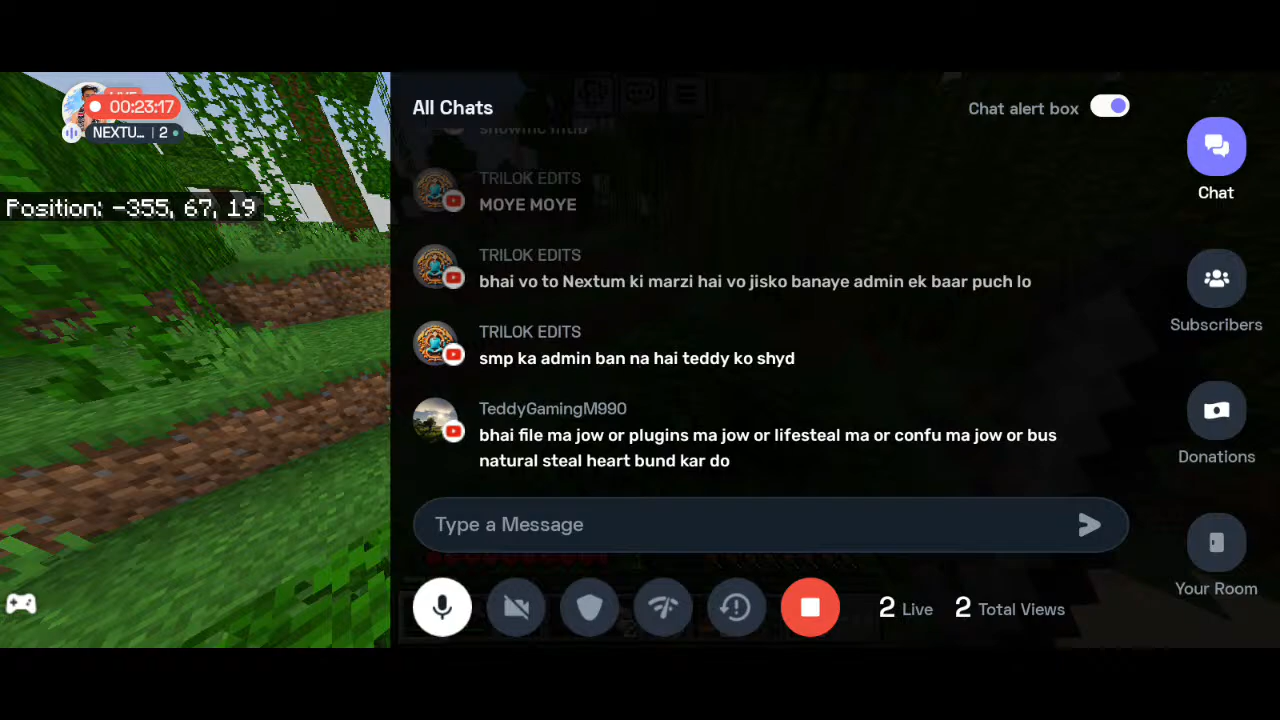 LIVE
00:23:17
NEXTU... | 2
Position: -355, 67, 19
All Chats
Chat alert box
TRILOK EDITS
MOYE MOYE
TRILOK EDITS
bhai vo to Nextum ki marzi hai vo jisko banaye admin ek baar puch lo
TRILOK EDITS
smp ka admin ban na hai teddy ko shyd
TeddyGamingM990
bhai file ma jow or plugins ma jow or lifesteal ma or confu ma jow or bus
natural steal heart bund kar do
Type a Message
2 Live
2 Total Views
Chat
Subscribers
Donations
Your Room